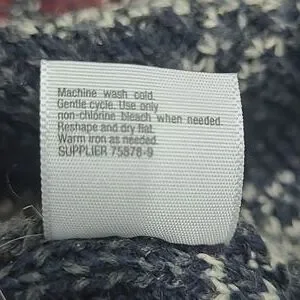 Machine wash cold.
Gentle cycle. Use only
non-chlorine bleach when needed.
Reshape and dry flat.
Warm iron as needed.
SUPPLIER 75878-9